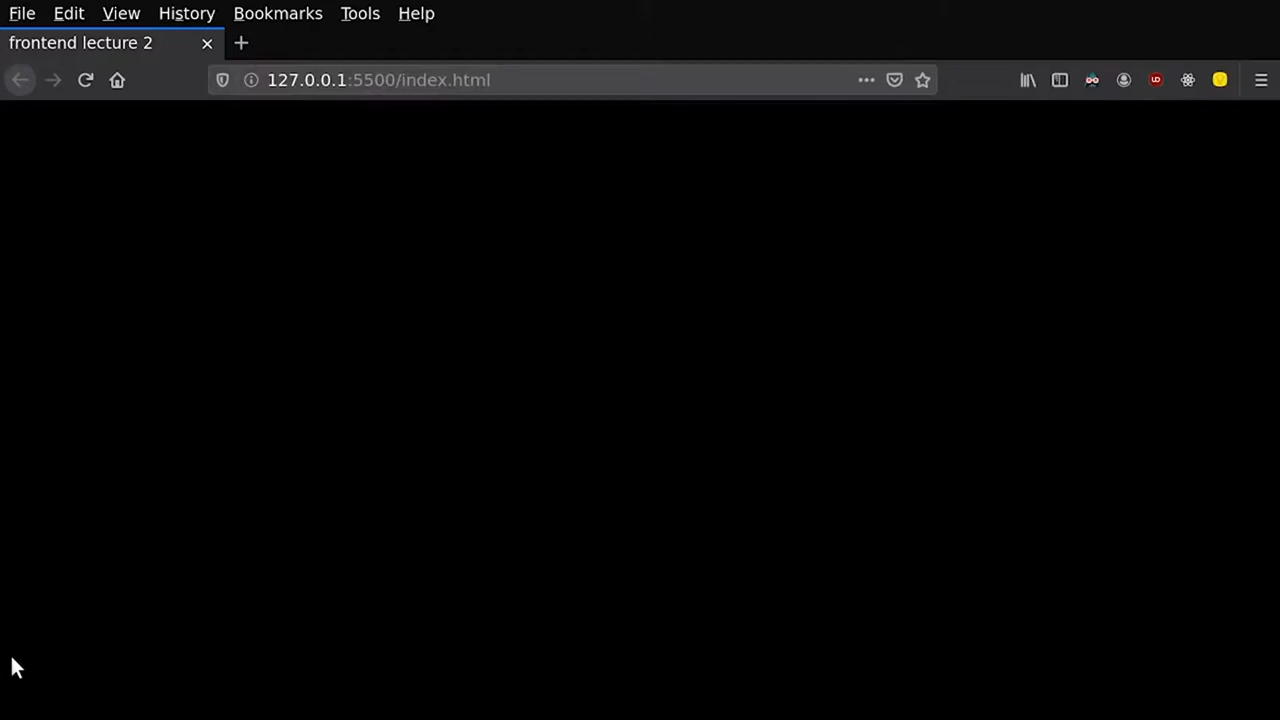 File Edit View History Bookmarks Tools Help
frontend lecture 2
127.0.0.1:5500/index.html